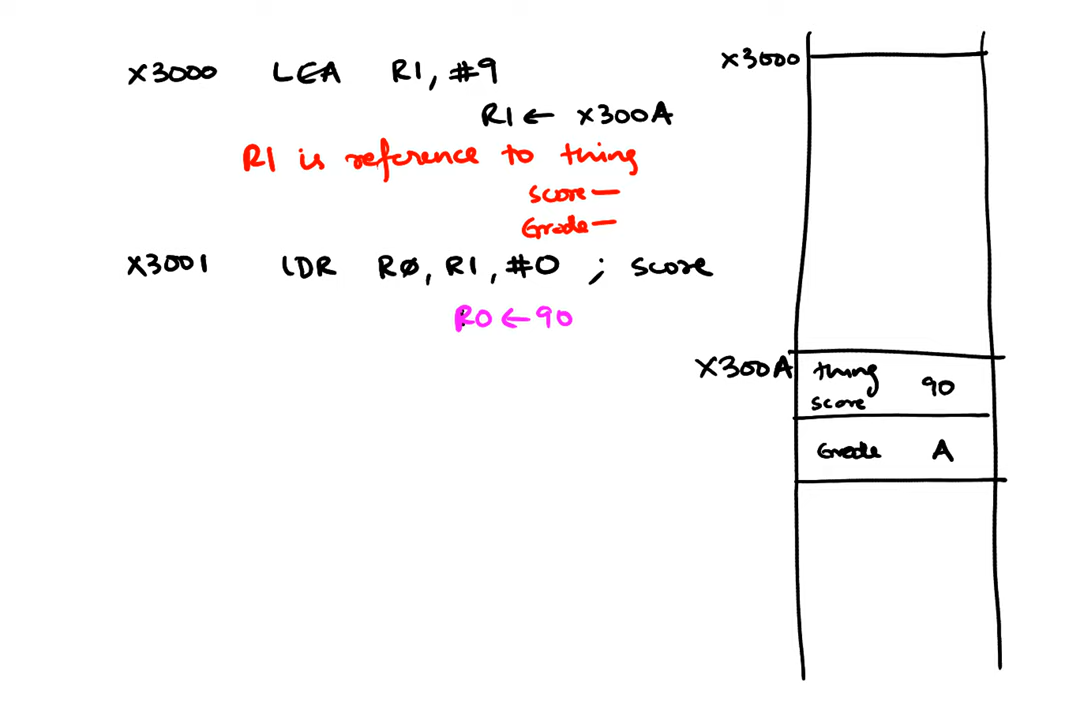 x3000 LEA R1, #9
R1 ← x300A
R1 is reference to thing
score —
Grade —
x3001 LDR R0, R1, #0 ; score
R0 ← 90
x3000
x300A
thing
score 90
Grade A